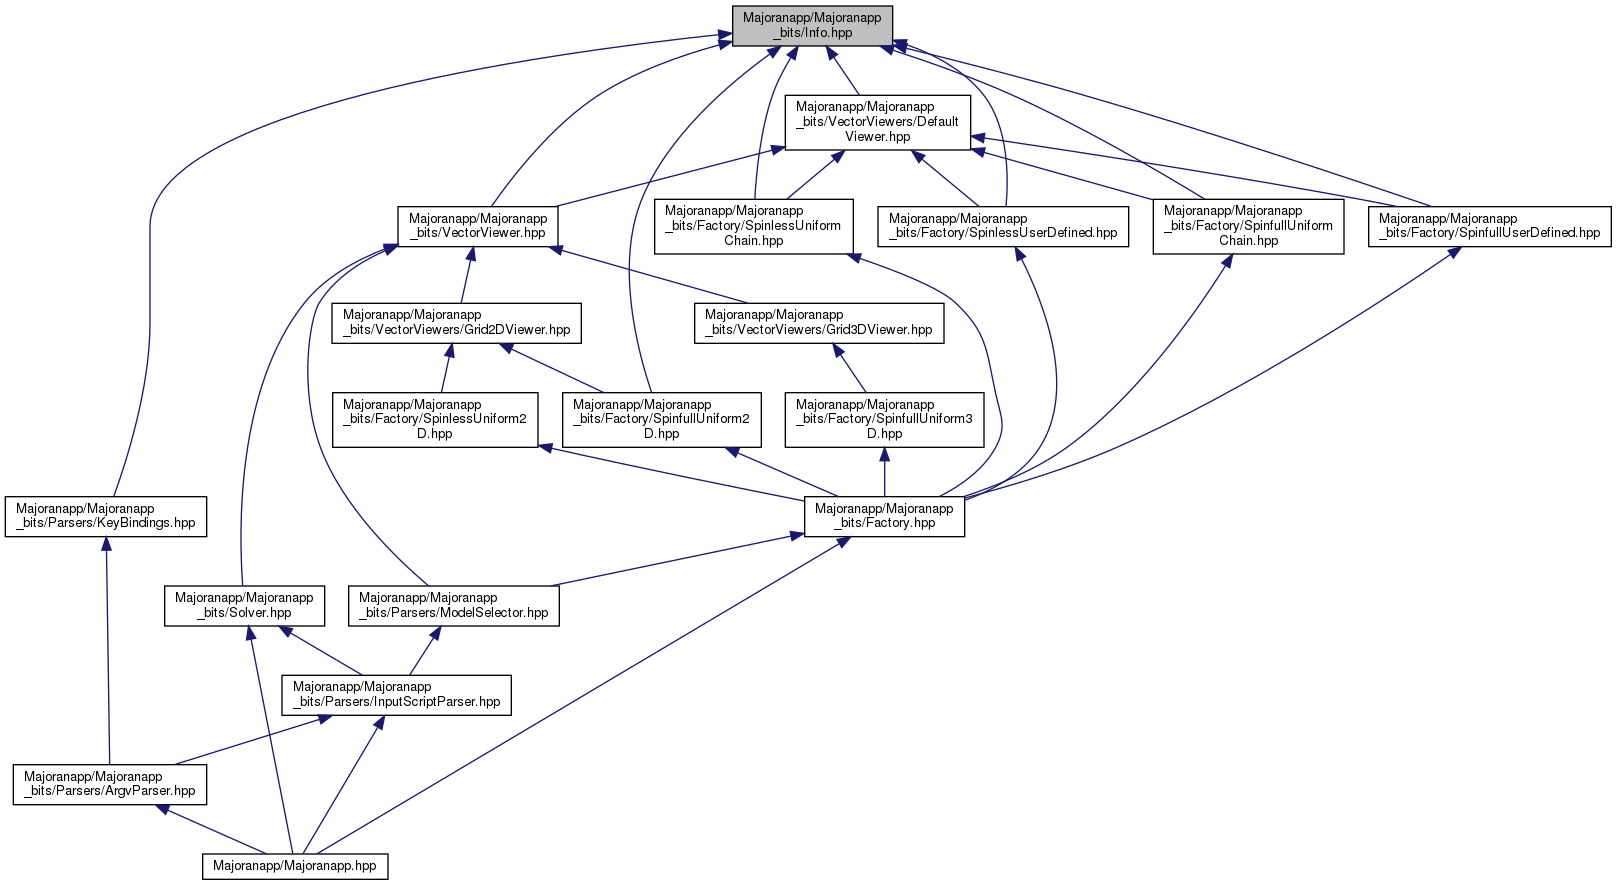 Majoranapp/Majoranapp
_bits/Info.hpp
Majoranapp/Majoranapp
_bits/VectorViewers/Default
Viewer.hpp
Majoranapp/Majoranapp
_bits/VectorViewer.hpp
Majoranapp/Majoranapp
_bits/Factory/SpinlessUniform
Chain.hpp
Majoranapp/Majoranapp
_bits/Factory/SpinlessUserDefined.hpp
Majoranapp/Majoranapp
_bits/Factory/SpinfullUniform
Chain.hpp
Majoranapp/Majoranapp
_bits/Factory/SpinfullUserDefined.hpp
Majoranapp/Majoranapp
_bits/VectorViewers/Grid2DViewer.hpp
Majoranapp/Majoranapp
_bits/VectorViewers/Grid3DViewer.hpp
Majoranapp/Majoranapp
_bits/Factory/SpinlessUniform2
D.hpp
Majoranapp/Majoranapp
_bits/Factory/SpinfullUniform2
D.hpp
Majoranapp/Majoranapp
_bits/Factory/SpinfullUniform3
D.hpp
Majoranapp/Majoranapp
_bits/Parsers/KeyBindings.hpp
Majoranapp/Majoranapp
_bits/Factory.hpp
Majoranapp/Majoranapp
_bits/Solver.hpp
Majoranapp/Majoranapp
_bits/Parsers/ModelSelector.hpp
Majoranapp/Majoranapp
_bits/Parsers/InputScriptParser.hpp
Majoranapp/Majoranapp
_bits/Parsers/ArgvParser.hpp
Majoranapp/Majoranapp.hpp